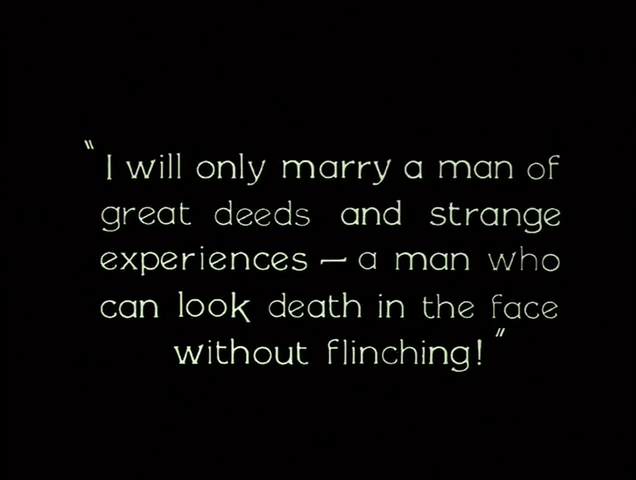 "I will only marry a man of
great deeds and strange
experiences — a man who
can look death in the face
without flinching!"